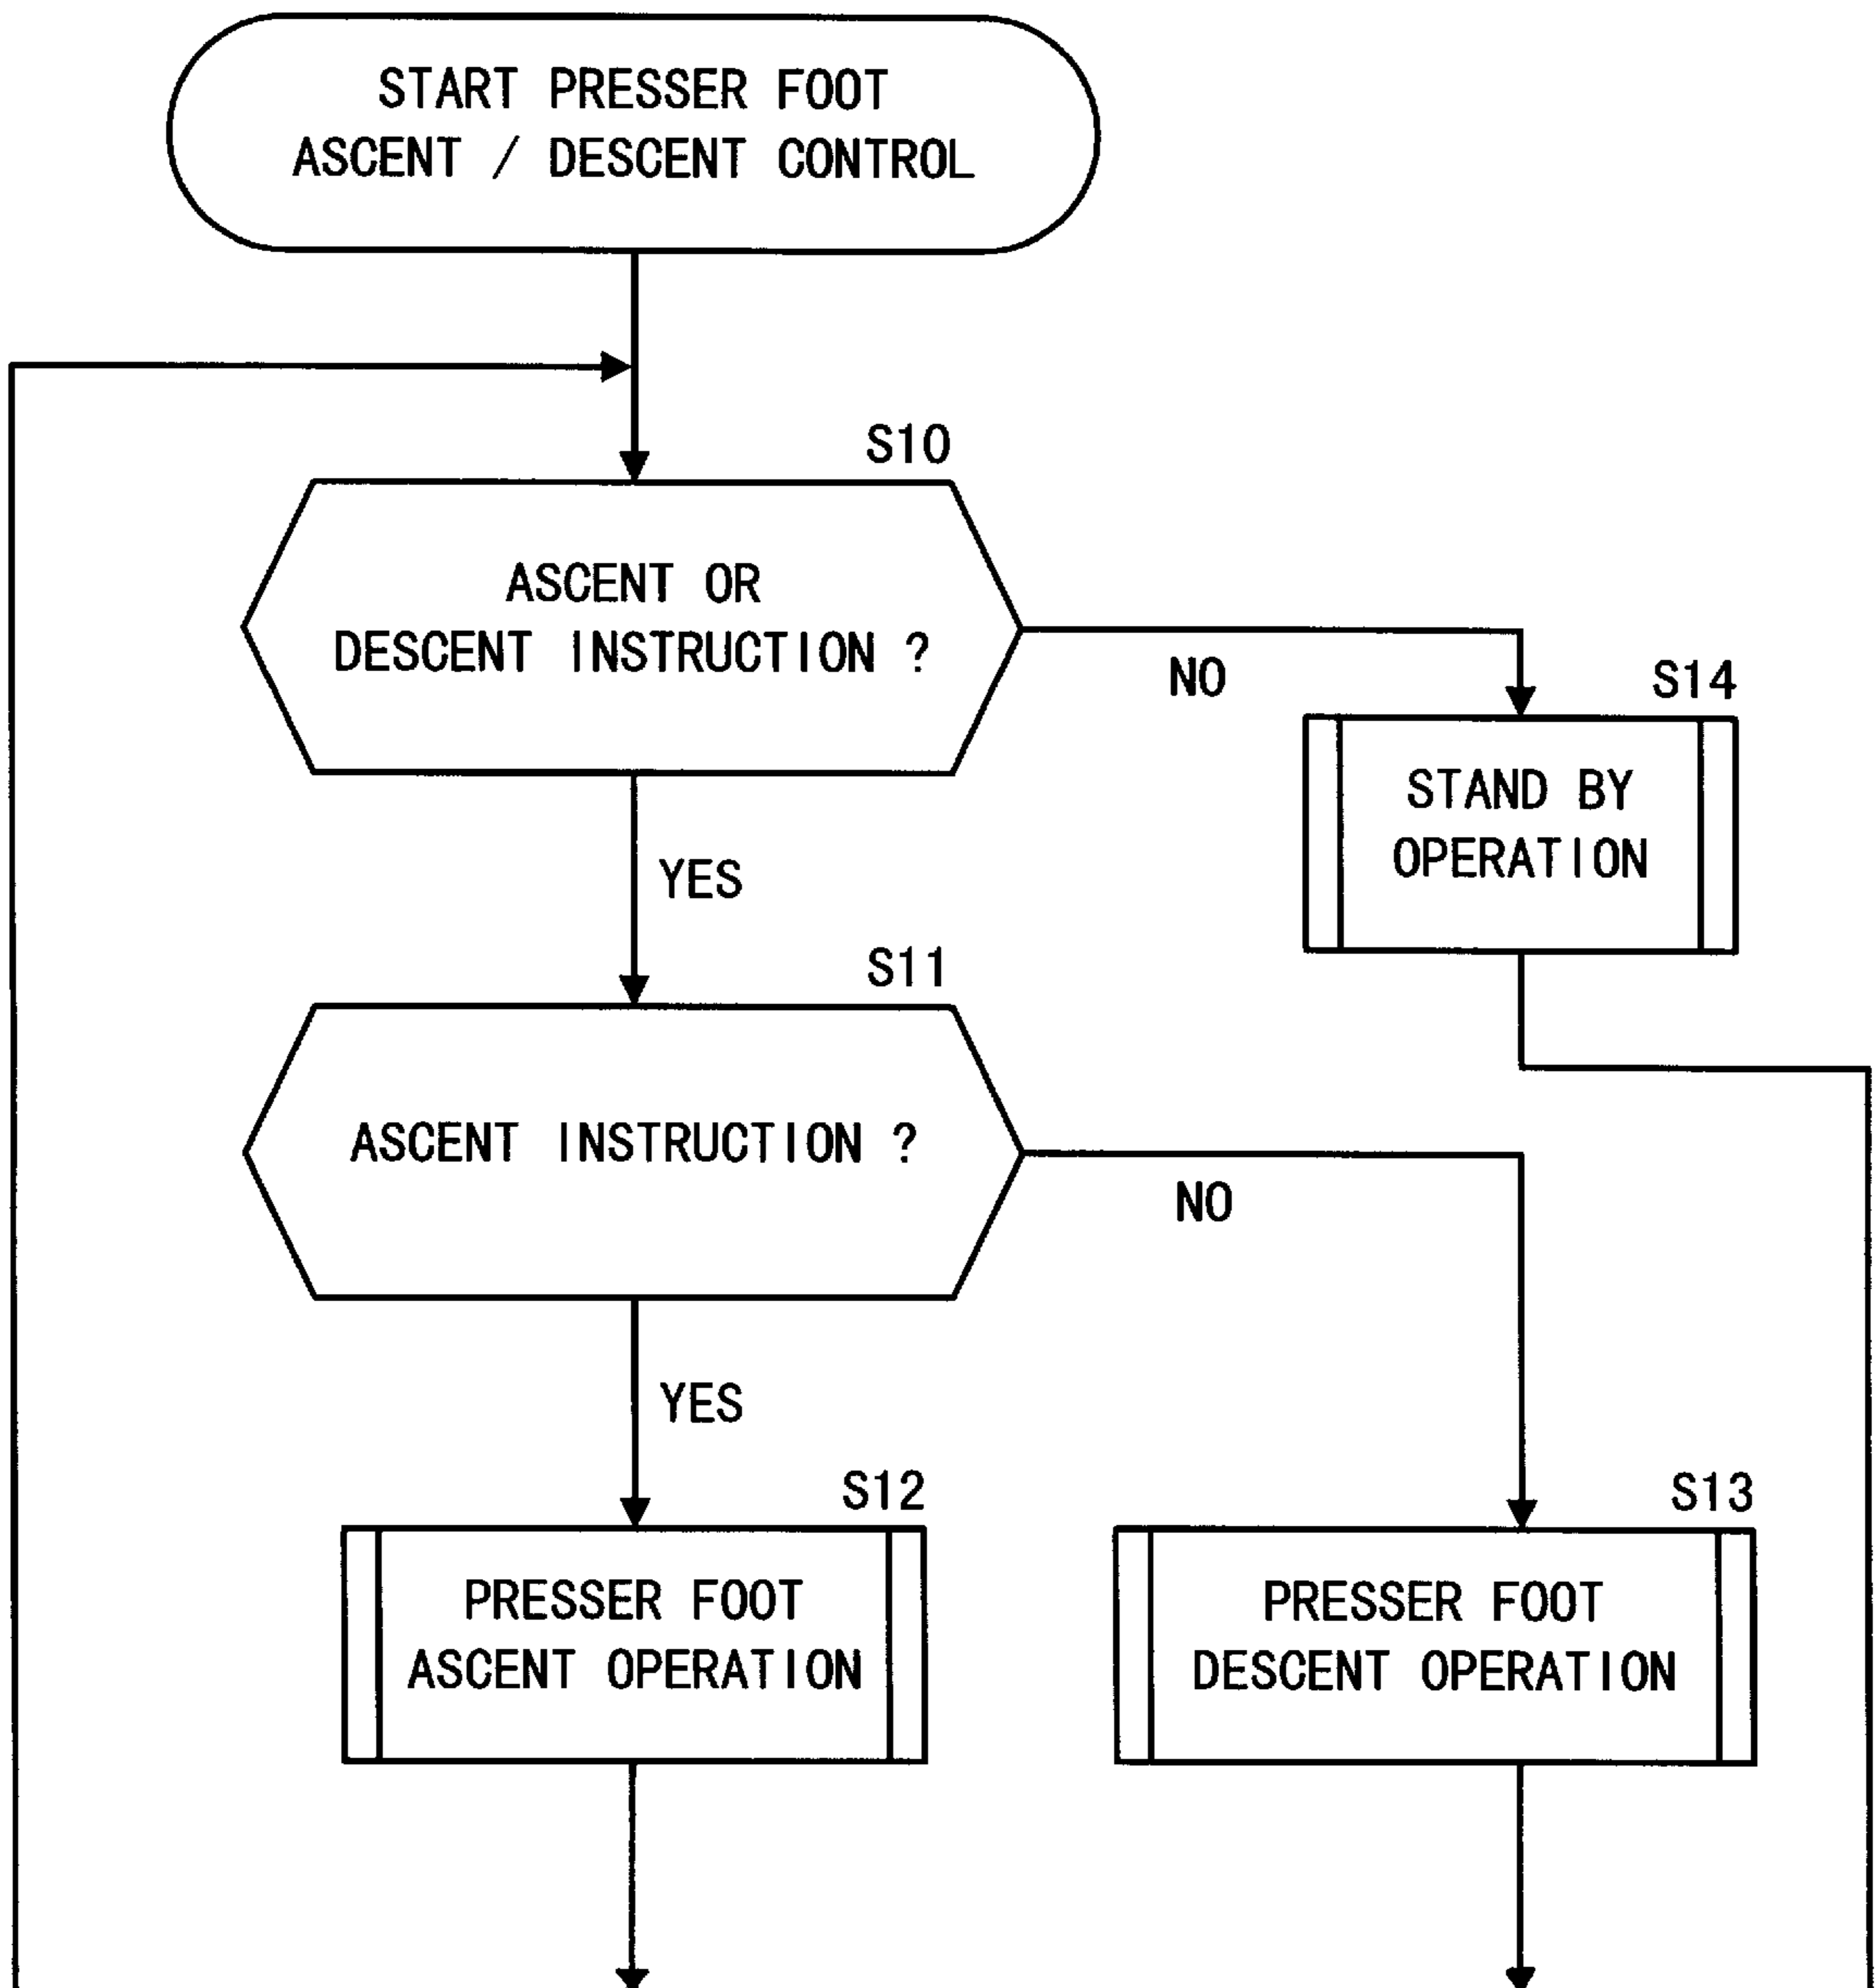 START PRESSER FOOT
ASCENT / DESCENT CONTROL
S10
ASCENT OR
DESCENT INSTRUCTION ?
NO
S14
STAND BY
OPERATION
YES
S11
ASCENT INSTRUCTION ?
NO
YES
S12
PRESSER FOOT
ASCENT OPERATION
S13
PRESSER FOOT
DESCENT OPERATION